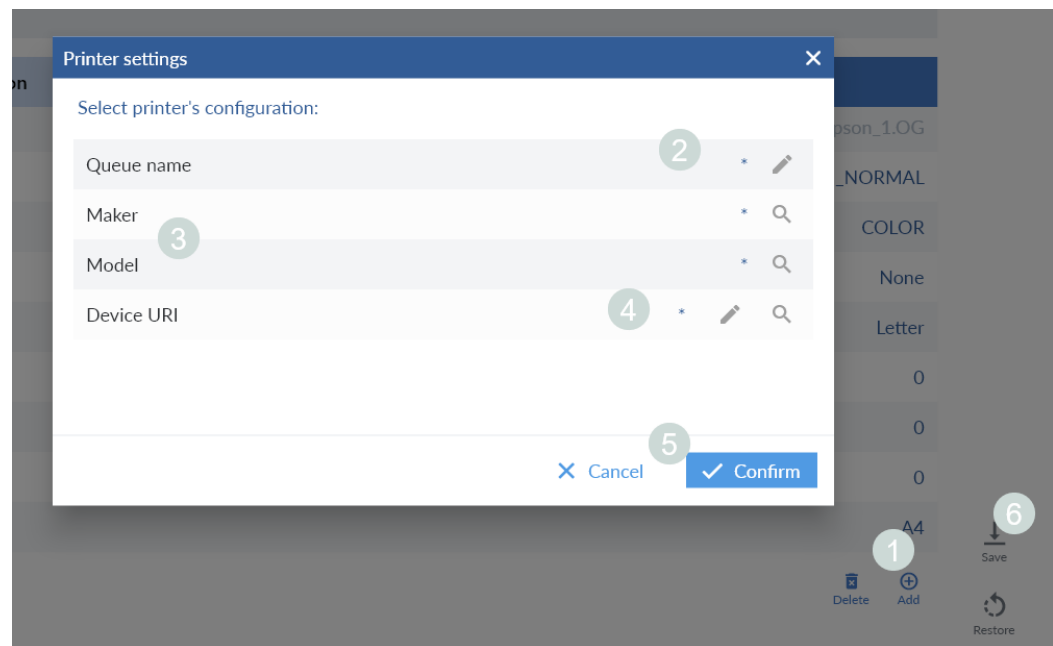 Printer settings
on
Select printer's configuration:
pson_1.OG
Queue name * 2
_NORMAL
Maker *
COLOR
3
Model *
None
Device URI 4 *
Letter
0
0
5
Cancel Confirm
0
6
A4
1
Save
Delete Add
Restore